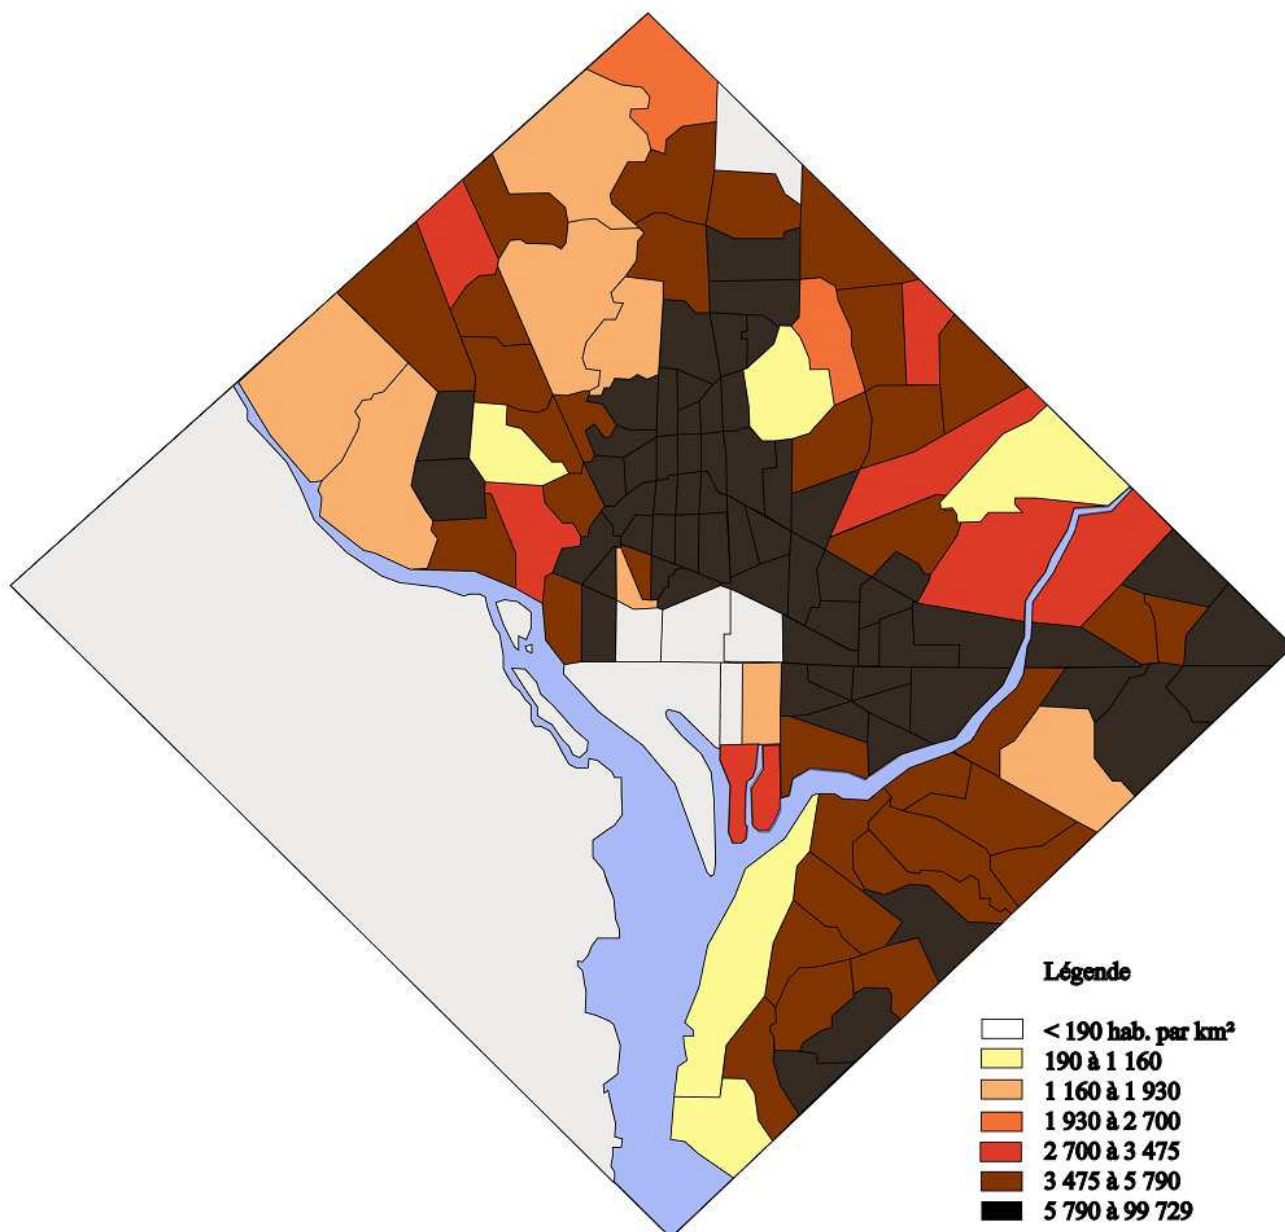 Légende
< 190 hab. par km²
190 à 1 160
1 160 à 1 930
1 930 à 2 700
2 700 à 3 475
3 475 à 5 790
5 790 à 99 729